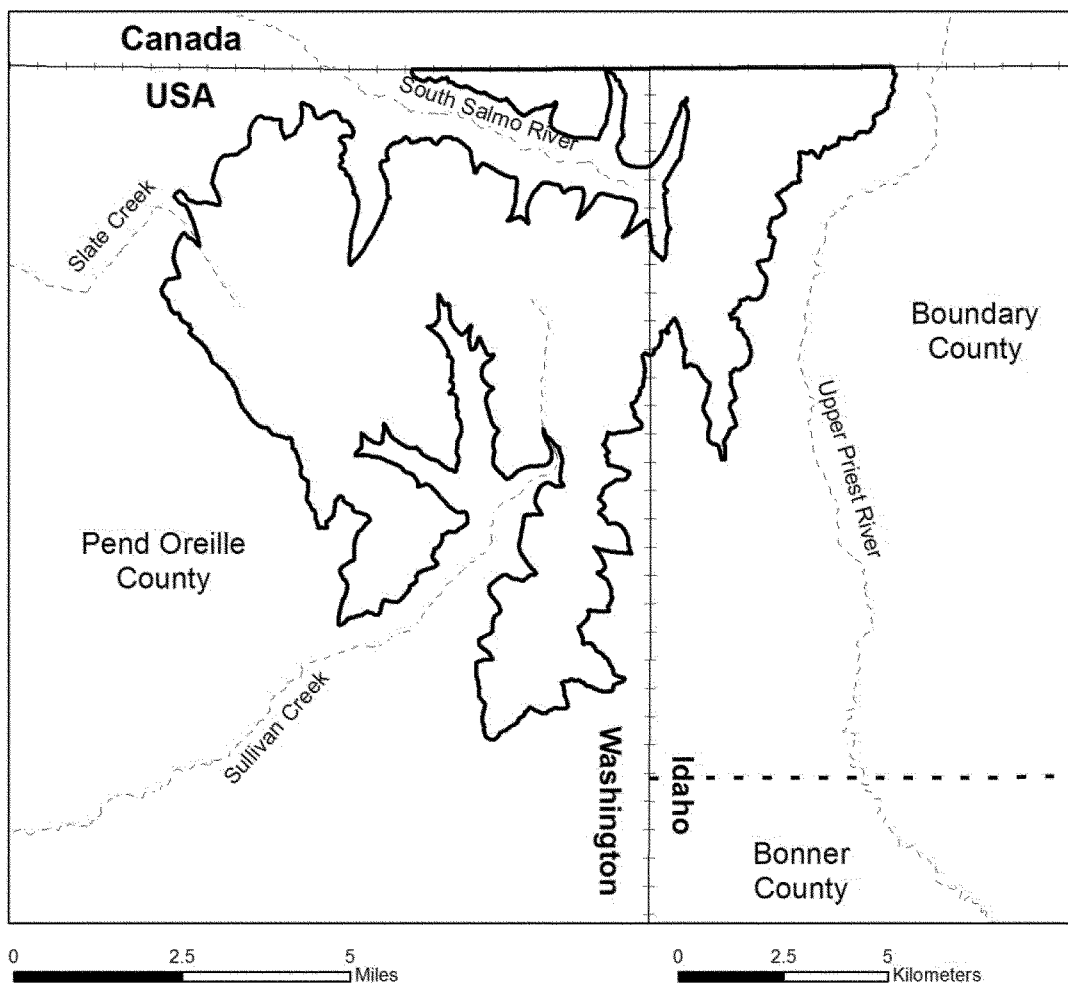 Canada
USA
South Salmo River
Slate Creek
Boundary
County
Upper Priest River
Pend Oreille
County
Sullivan Creek
Washington
Idaho
Bonner
County
0 2.5 5 Miles
0 2.5 5 Kilometers